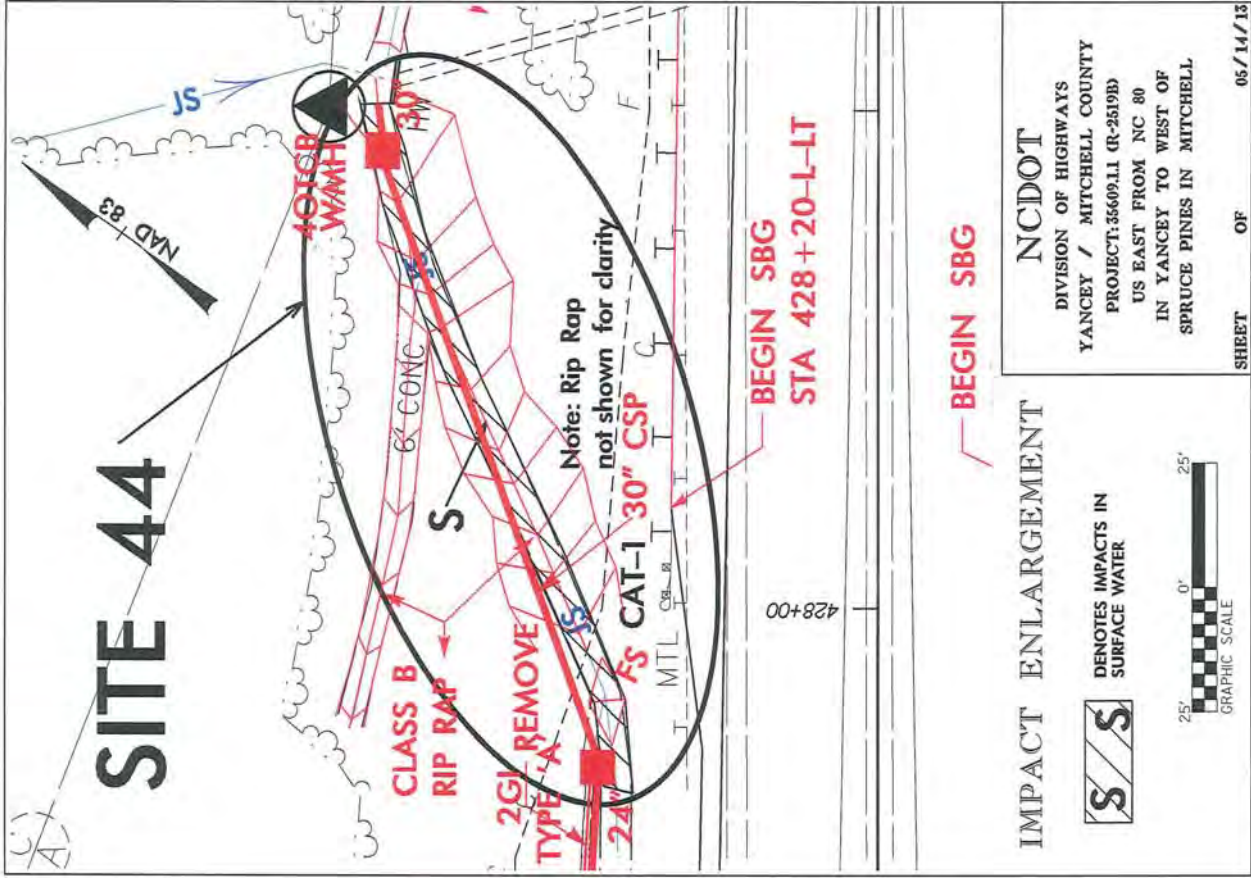 SITE 44
NAD 83
JS
4OTCB
W/MH
30"
HW
JS
6' CONC
S
Note: Rip Rap
not shown for clarity
F
C
CLASS B
RIP RAP
2GI REMOVE
TYPE 'A'
24"
JS
FS
CAT-1 30" CSP
MTL
BEGIN SBG
STA 428+20-L-LT
428+00
BEGIN SBG
IMPACT ENLARGEMENT
S S
DENOTES IMPACTS IN
SURFACE WATER
25' 0' 25'
GRAPHIC SCALE
NCDOT
DIVISION OF HIGHWAYS
YANCEY / MITCHELL COUNTY
PROJECT:35609.1.1 (R-2519B)
US EAST FROM NC 80
IN YANCEY TO WEST OF
SPRUCE PINES IN MITCHELL
SHEET OF 05/14/13